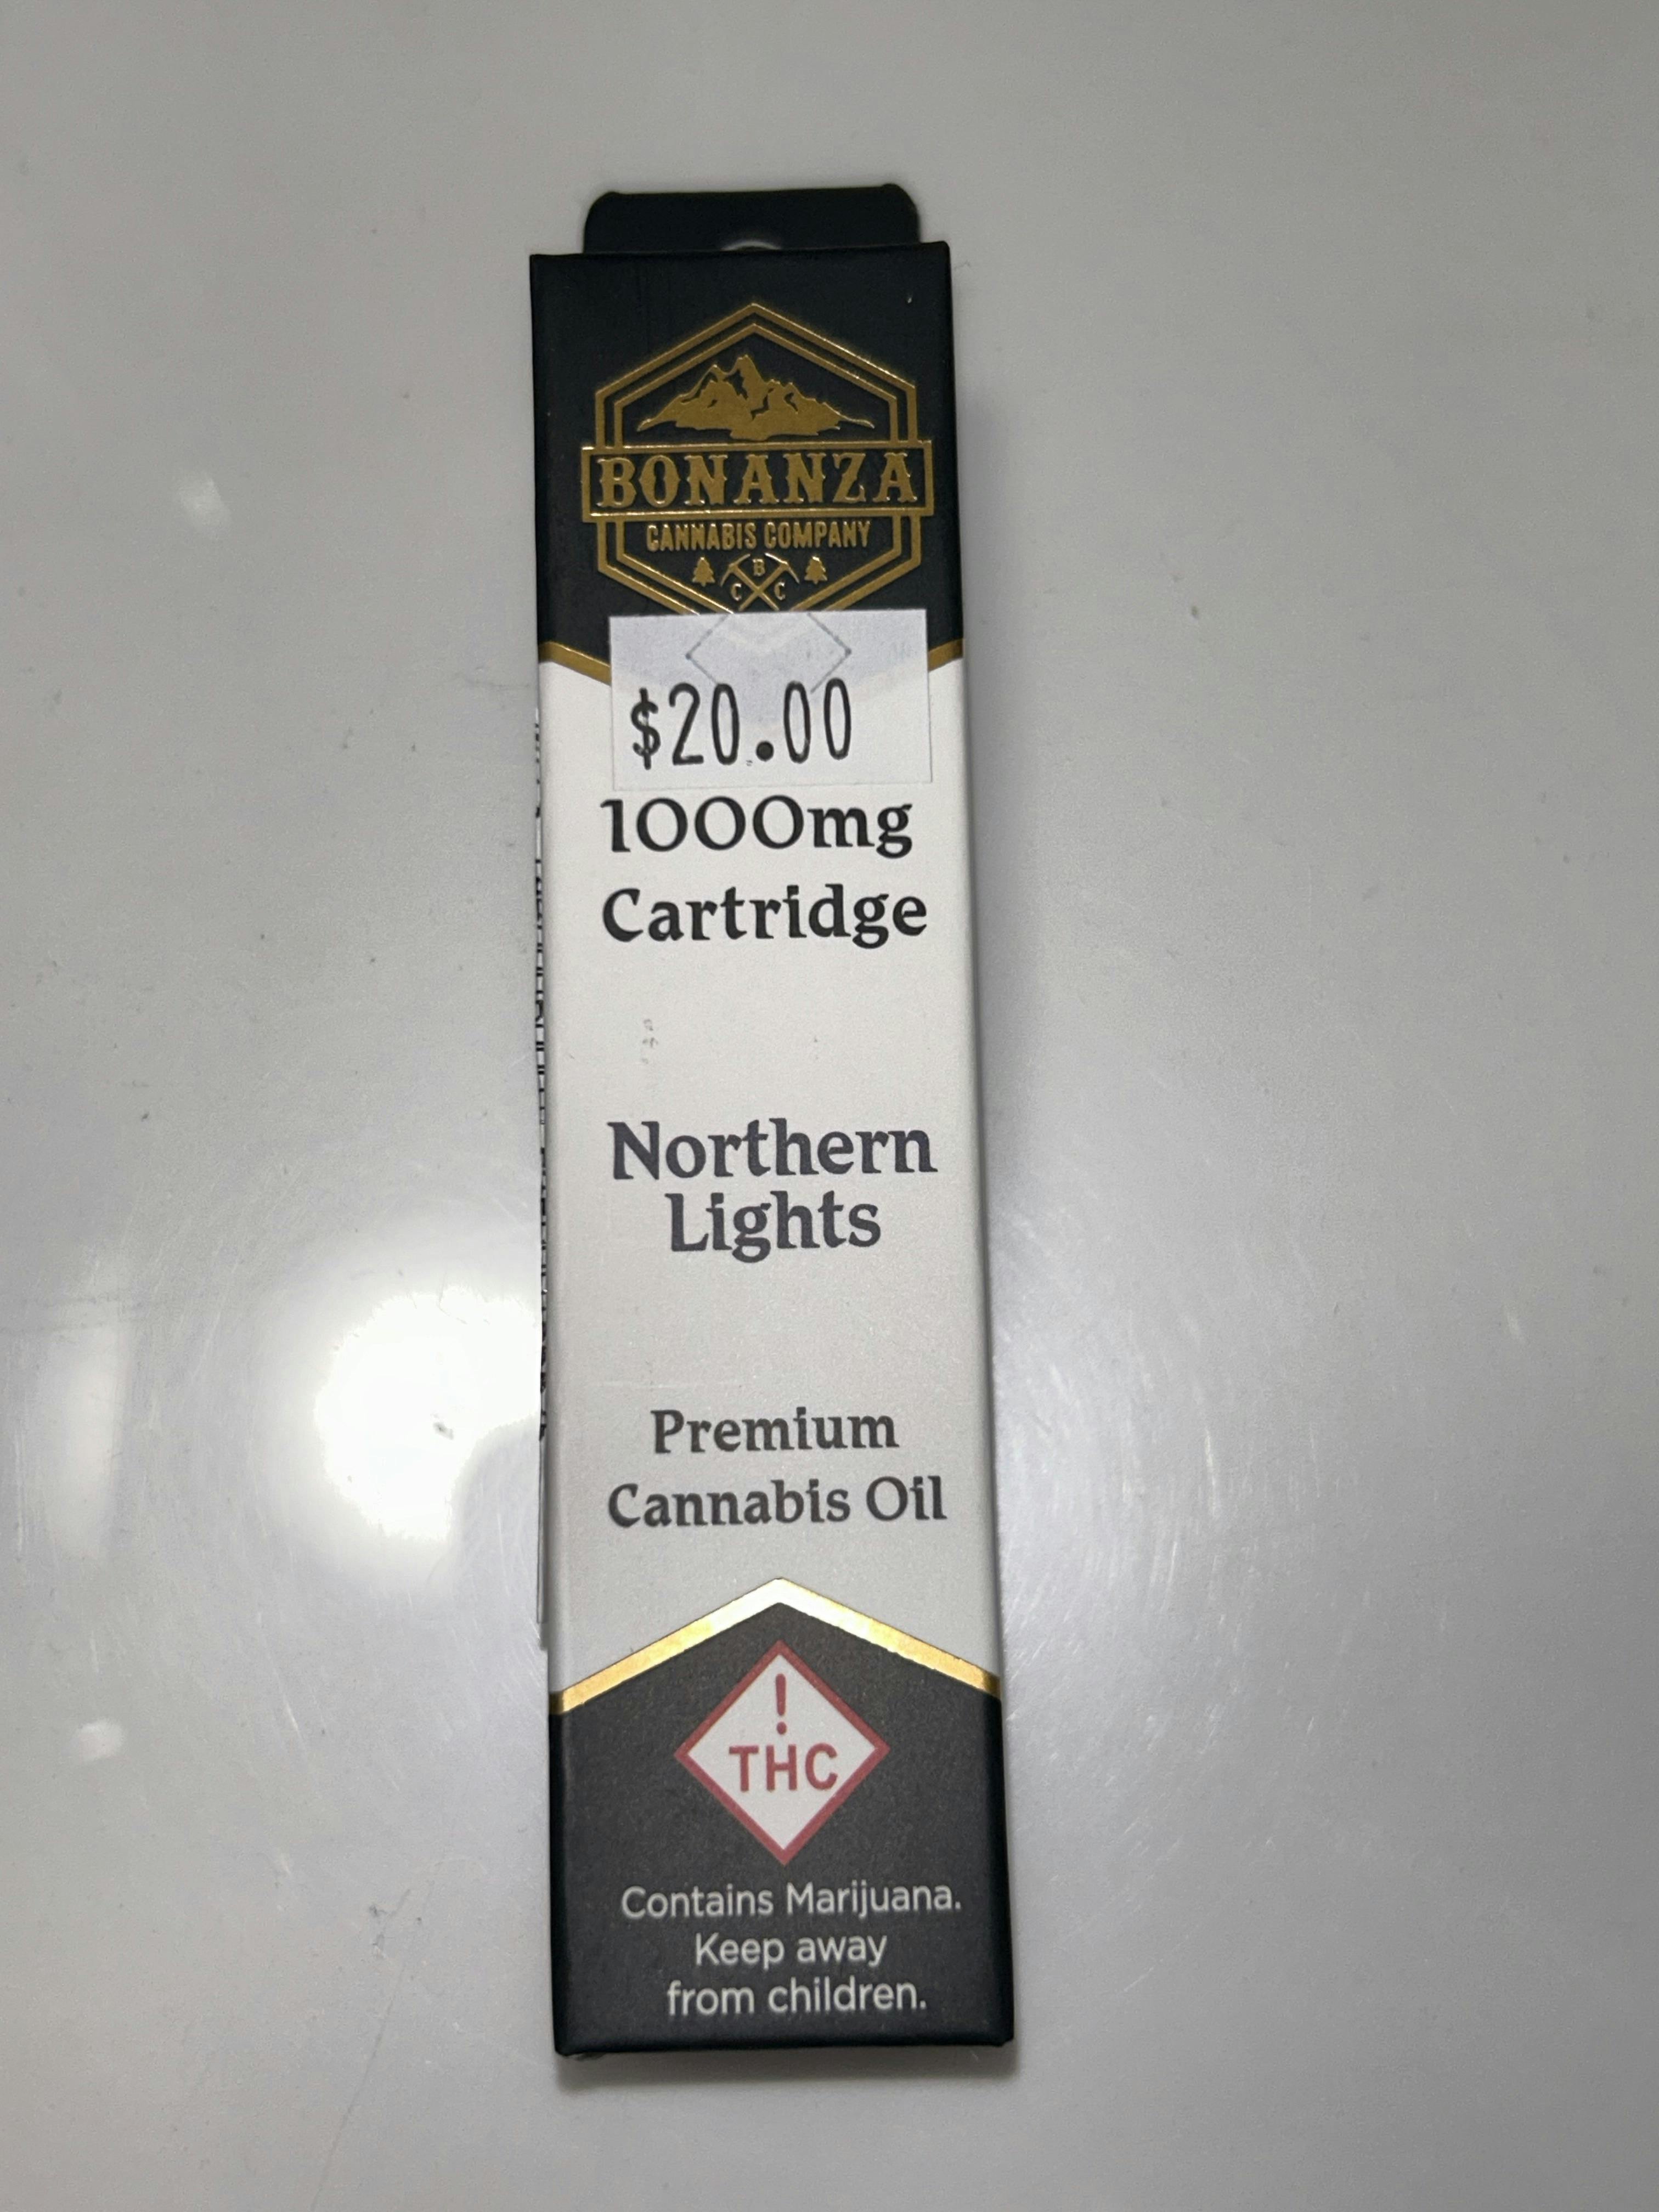 BONANZA
CANNABIS COMPANY
B
C C
$20.00
1000mg
Cartridge
Northern
Lights
Premium
Cannabis Oil
!
THC
Contains Marijuana.
Keep away
from children.